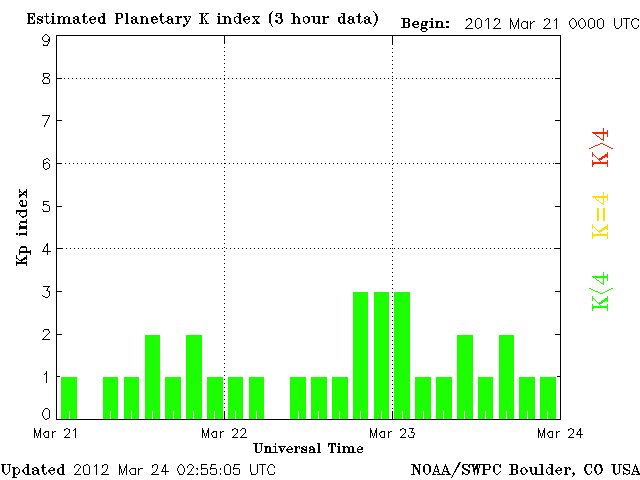 Estimated Planetary K index (3 hour data) Begin: 2012 Mar 21 0000 UTC
9
8
7
6
5
4
3
2
1
0
Kp index
K>4
K=4
K<4
Mar 21 Mar 22 Mar 23 Mar 24
Universal Time
Updated 2012 Mar 24 02:55:05 UTC NOAA/SWPC Boulder, CO USA